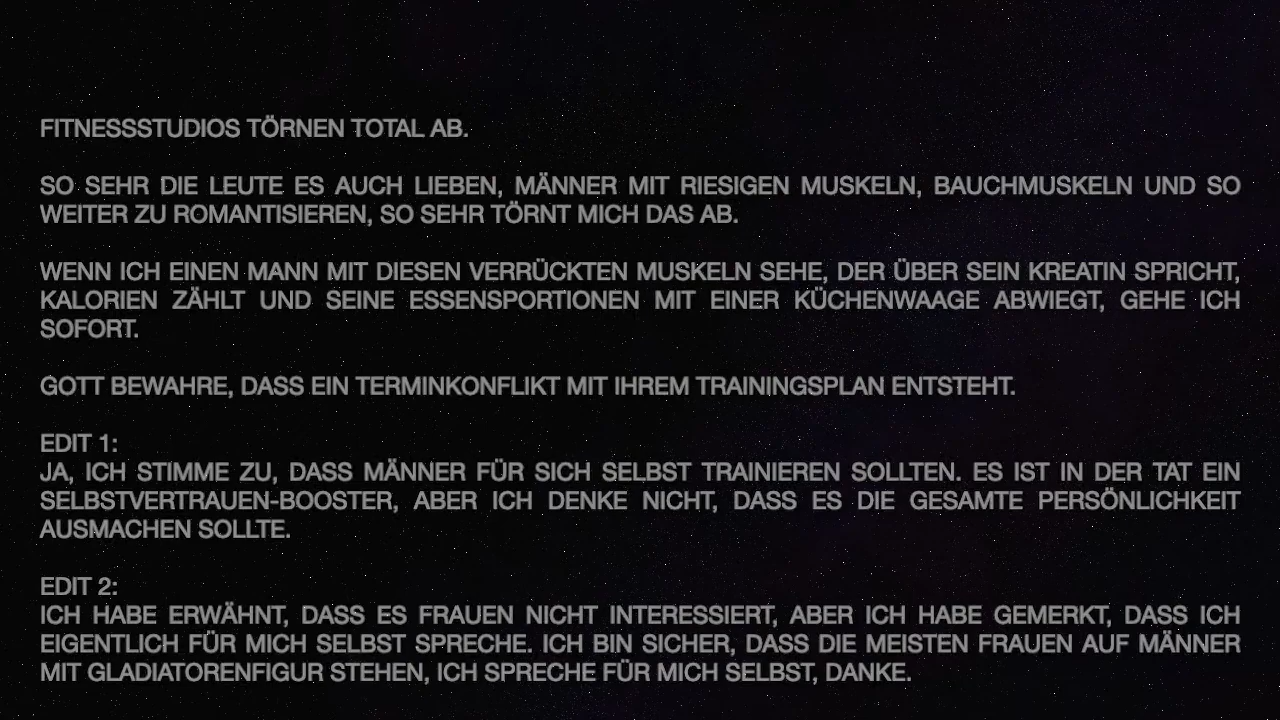 FITNESSSTUDIOS TÖRNEN TOTAL AB.
SO SEHR DIE LEUTE ES AUCH LIEBEN, MÄNNER MIT RIESIGEN MUSKELN, BAUCHMUSKELN UND SO
WEITER ZU ROMANTISIEREN, SO SEHR TÖRNT MICH DAS AB.
WENN ICH EINEN MANN MIT DIESEN VERRÜCKTEN MUSKELN SEHE, DER ÜBER SEIN KREATIN SPRICHT,
KALORIEN ZÄHLT UND SEINE ESSENSPORTIONEN MIT EINER KÜCHENWAAGE ABWIEGT, GEHE ICH
SOFORT.
GOTT BEWAHRE, DASS EIN TERMINKONFLIKT MIT IHREM TRAININGSPLAN ENTSTEHT.
EDIT 1:
JA, ICH STIMME ZU, DASS MÄNNER FÜR SICH SELBST TRAINIEREN SOLLTEN. ES IST IN DER TAT EIN
SELBSTVERTRAUEN-BOOSTER, ABER ICH DENKE NICHT, DASS ES DIE GESAMTE PERSÖNLICHKEIT
AUSMACHEN SOLLTE.
EDIT 2:
ICH HABE ERWÄHNT, DASS ES FRAUEN NICHT INTERESSIERT, ABER ICH HABE GEMERKT, DASS ICH
EIGENTLICH FÜR MICH SELBST SPRECHE. ICH BIN SICHER, DASS DIE MEISTEN FRAUEN AUF MÄNNER
MIT GLADIATORENFIGUR STEHEN, ICH SPRECHE FÜR MICH SELBST, DANKE.